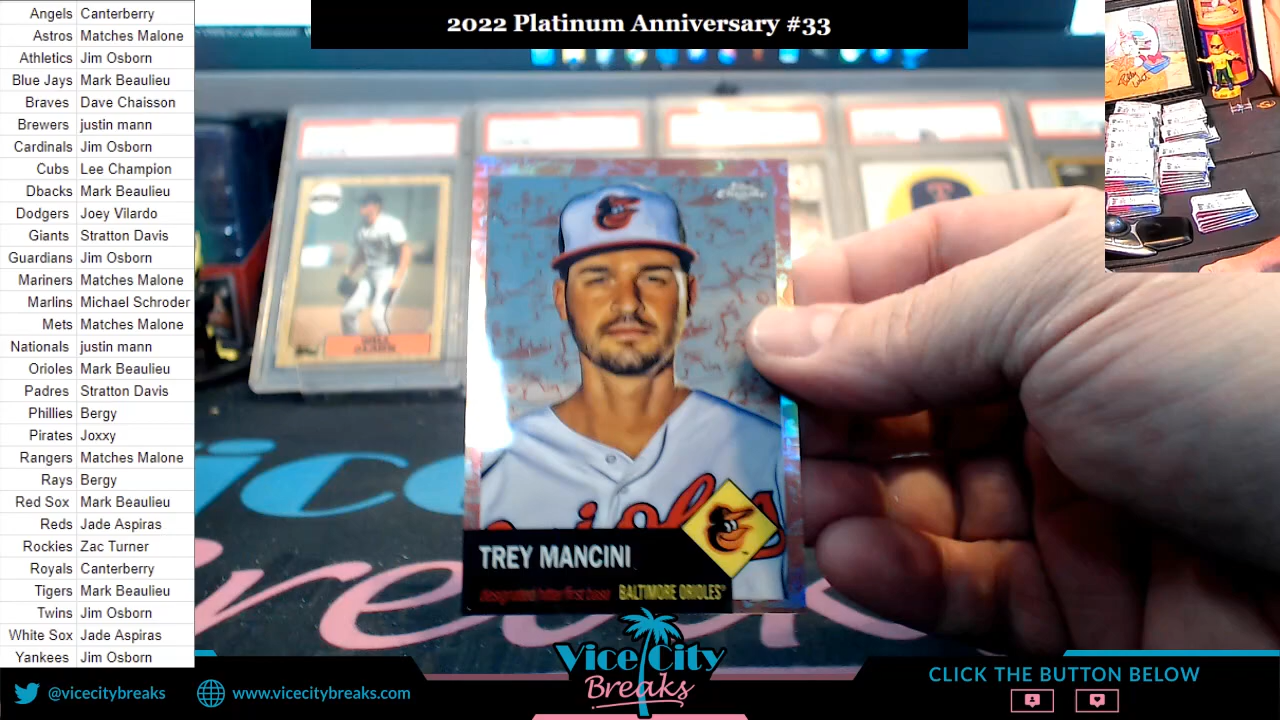 2022 Platinum Anniversary #33
Angels Canterberry
Astros Matches Malone
Athletics Jim Osborn
Blue Jays Mark Beaulieu
Braves Dave Chaisson
Brewers justin mann
Cardinals Jim Osborn
Cubs Lee Champion
Dbacks Mark Beaulieu
Dodgers Joey Vilardo
Giants Stratton Davis
Guardians Jim Osborn
Mariners Matches Malone
Marlins Michael Schroder
Mets Matches Malone
Nationals justin mann
Orioles Mark Beaulieu
Padres Stratton Davis
Phillies Bergy
Pirates Joxxy
Rangers Matches Malone
Rays Bergy
Red Sox Mark Beaulieu
Reds Jade Aspiras
Rockies Zac Turner
Royals Canterberry
Tigers Mark Beaulieu
Twins Jim Osborn
White Sox Jade Aspiras
Yankees Jim Osborn
Orioles
TREY MANCINI
designated hitter-first base BALTIMORE ORIOLES
Vice City
Breaks
@vicecitybreaks
www.vicecitybreaks.com
CLICK THE BUTTON BELOW